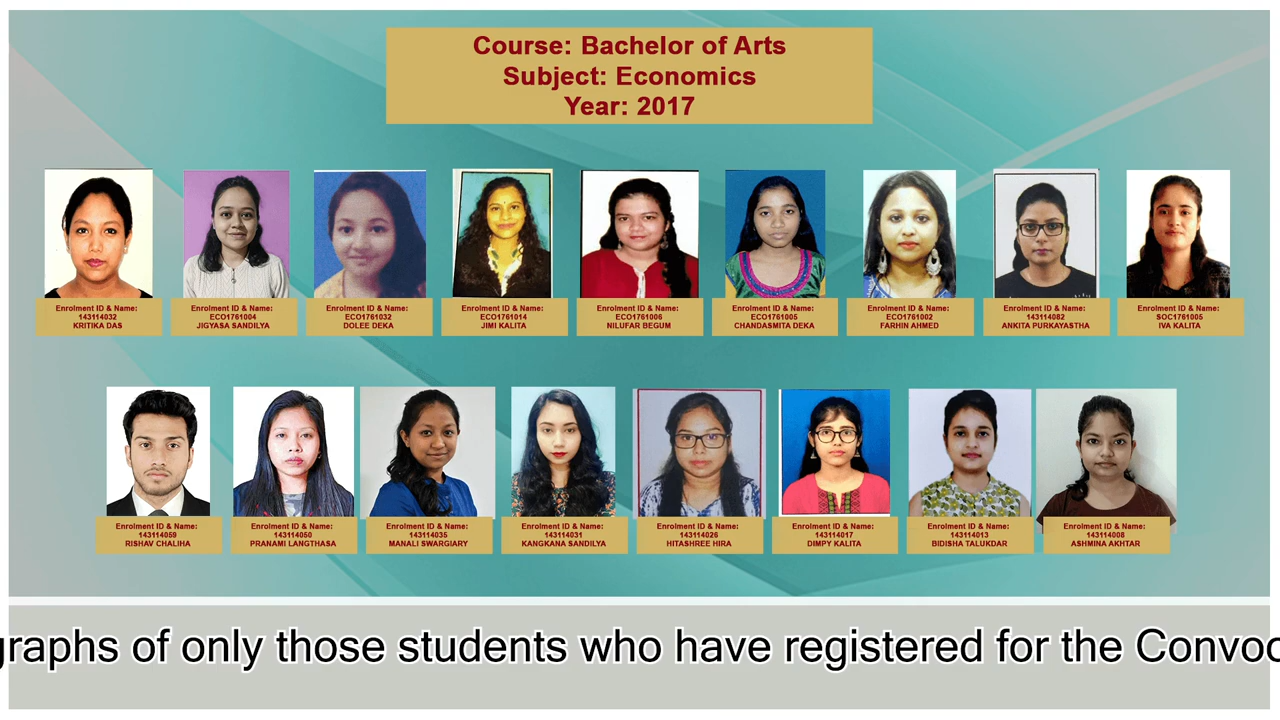 Course: Bachelor of Arts
Subject: Economics
Year: 2017
Enrolment ID & Name:
143114032
KRITIKA DAS
Enrolment ID & Name:
ECO1761004
JIGYASA SANDILYA
Enrolment ID & Name:
ECO1761032
DOLEE DEKA
Enrolment ID & Name:
ECO1761014
JIMI KALITA
Enrolment ID & Name:
ECO1761006
NILUFAR BEGUM
Enrolment ID & Name:
ECO1761005
CHANDASMITA DEKA
Enrolment ID & Name:
ECO1761002
FARHIN AHMED
Enrolment ID & Name:
143114082
ANKITA PURKAYASTHA
Enrolment ID & Name:
SOC1761005
IVA KALITA
Enrolment ID & Name:
143114059
RISHAV CHALIHA
Enrolment ID & Name:
143114050
PRANAMI LANGTHASA
Enrolment ID & Name:
143114035
MANALI SWARGIARY
Enrolment ID & Name:
143114031
KANGKANA SANDILYA
Enrolment ID & Name:
143114026
HITASHREE HIRA
Enrolment ID & Name:
143114017
DIMPY KALITA
Enrolment ID & Name:
143114013
BIDISHA TALUKDAR
Enrolment ID & Name:
143114008
ASHMINA AKHTAR
graphs of only those students who have registered for the Convoc